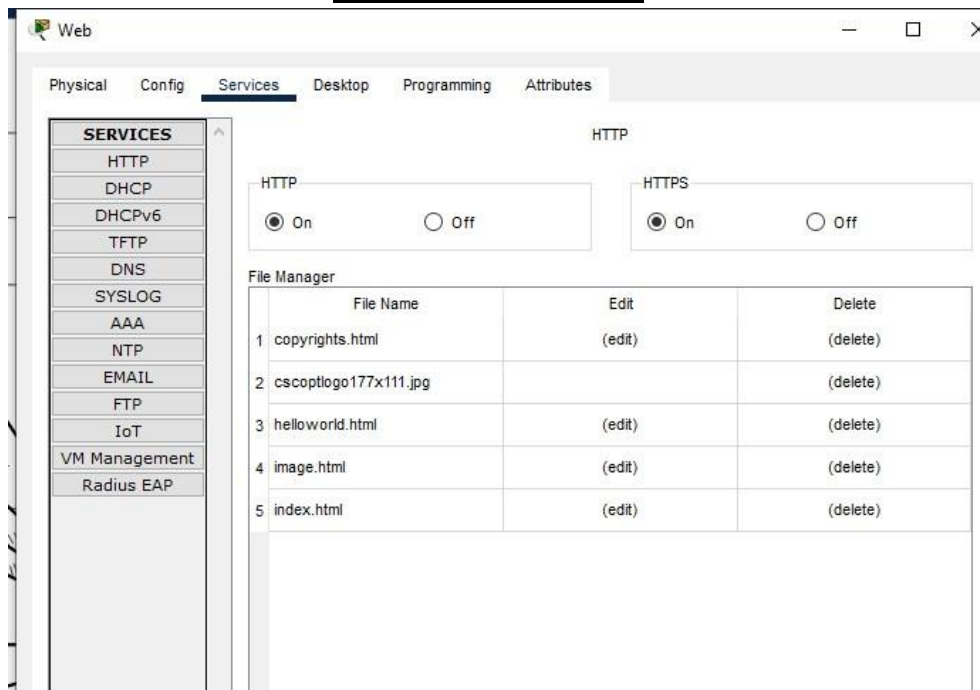 Web
Physical Config Services Desktop Programming Attributes
SERVICES
HTTP
DHCP
DHCPv6
TFTP
DNS
SYSLOG
AAA
NTP
EMAIL
FTP
IoT
VM Management
Radius EAP
HTTP
HTTP
On Off
HTTPS
On Off
File Manager
File Name Edit Delete
1 copyrights.html (edit) (delete)
2 cscoptlogo177x111.jpg (delete)
3 helloworld.html (edit) (delete)
4 image.html (edit) (delete)
5 index.html (edit) (delete)